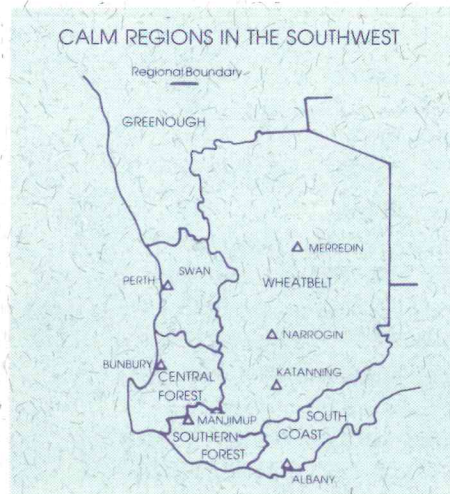 CALM REGIONS IN THE SOUTHWEST
Regional Boundary
GREENOUGH
MERREDIN
SWAN
PERTH
WHEATBELT
NARROGIN
BUNBURY
CENTRAL
FOREST
KATANNING
MANJIMUP
SOUTH
COAST
SOUTHERN
FOREST
ALBANY